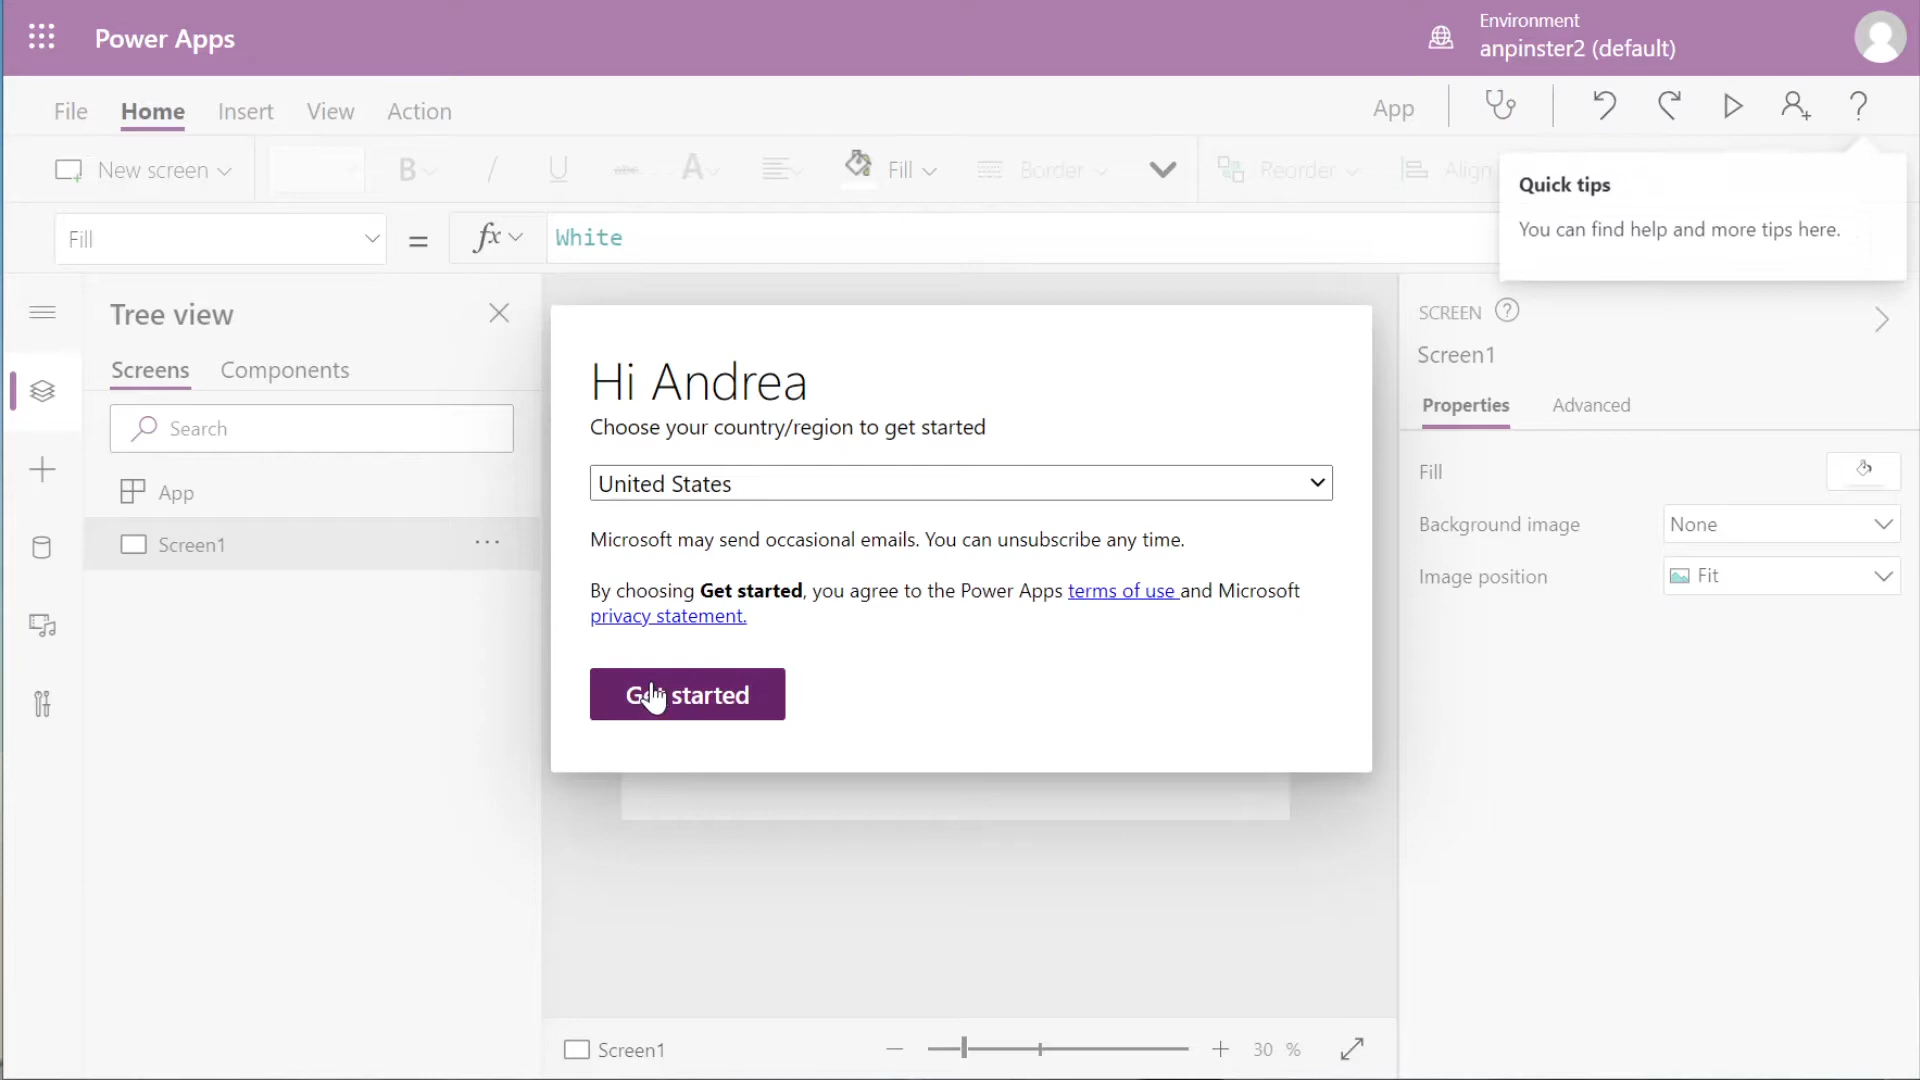 Power Apps
Environment
anpinster2 (default)
File Home Insert View Action
App
New screen
B / U abc A
Fill
Border
Reorder
Align
Quick tips
You can find help and more tips here.
Fill
= fx White
Tree view
Screens Components
Search
App
Screen1
Hi Andrea
Choose your country/region to get started
United States
Microsoft may send occasional emails. You can unsubscribe any time.
By choosing Get started, you agree to the Power Apps terms of use and Microsoft
privacy statement.
Get started
SCREEN
Screen1
Properties Advanced
Fill
Background image None
Image position Fit
Screen1
30 %